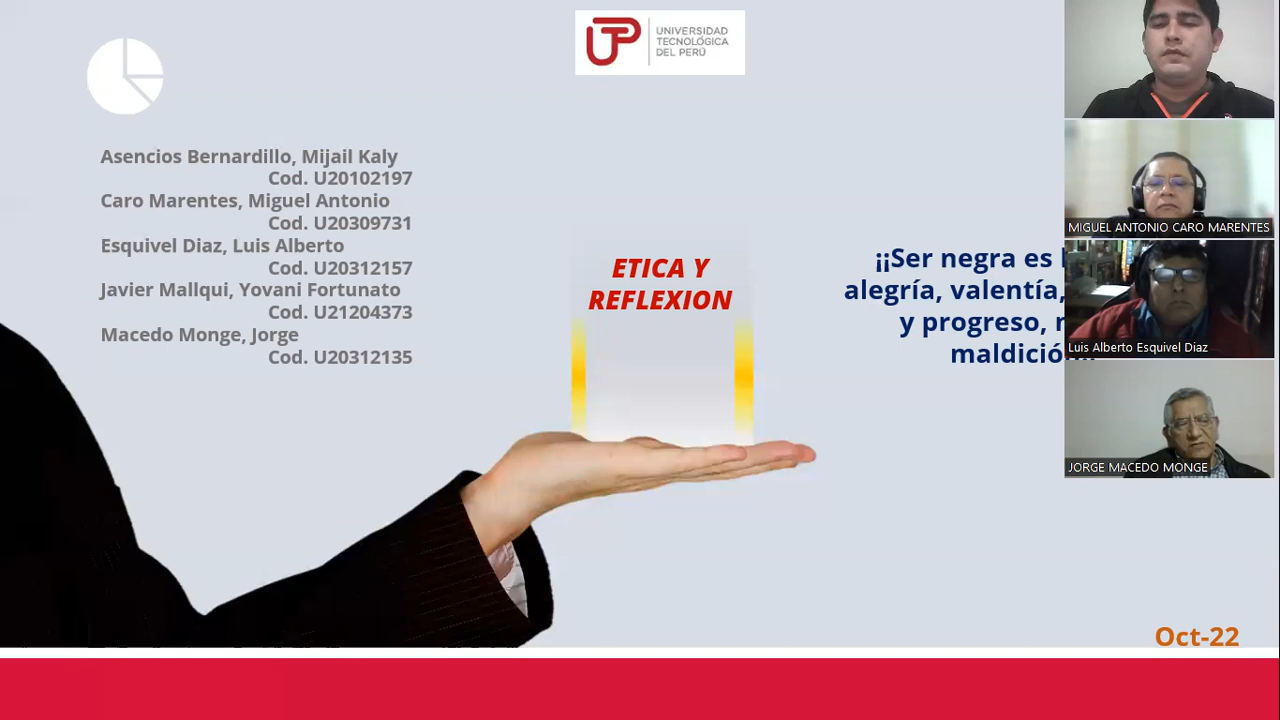 UTP
UNIVERSIDAD
TECNOLÓGICA
DEL PERÚ
Asencios Bernardillo, Mijail Kaly
Cod. U20102197
Caro Marentes, Miguel Antonio
Cod. U20309731
Esquivel Diaz, Luis Alberto
Cod. U20312157
Javier Mallqui, Yovani Fortunato
Cod. U21204373
Macedo Monge, Jorge
Cod. U20312135
ETICA Y
REFLEXION
¡¡Ser negra es
alegría, valentía,
y progreso,
MIGUEL ANTONIO CARO MARENTES
Luis Alberto Esquivel Diaz
JORGE MACEDO MONGE
Oct-22